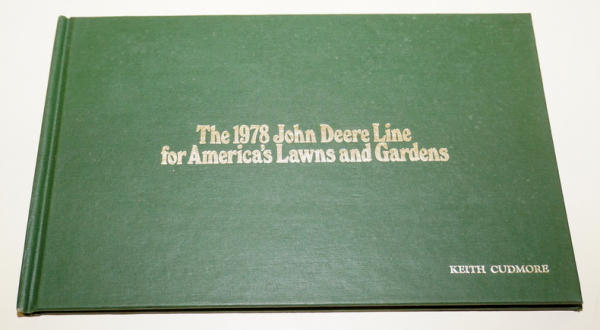 The 1978 John Deere Line
for America's Lawns and Gardens
KEITH CUDMORE